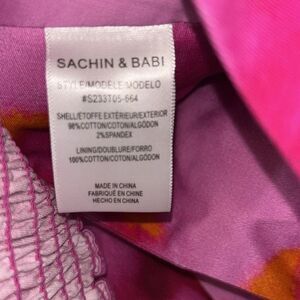 SACHIN & BABI
STYLE/MODÈLE/MODELO
#S233T05-664
SHELL/ÉTOFFE EXTÉRIEUR/EXTERIOR
98%COTTON/COTON/ALGODÓN
2%SPANDEX
LINING/DOUBLURE/FORRO
100%COTTON/COTON/ALGODÓN
MADE IN CHINA
FABRIQUÉ EN CHINE
HECHO EN CHINA